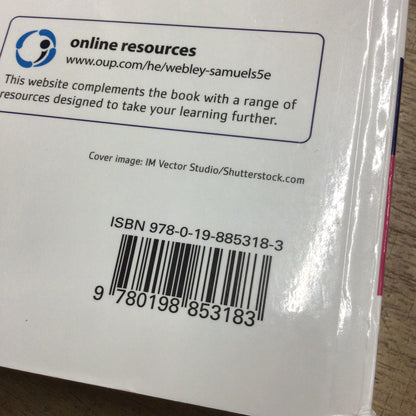 online resources
www.oup.com/he/webley-samuels5e
This website complements the book with a range of
resources designed to take your learning further.
Cover image: IM Vector Studio/Shutterstock.com
ISBN 978-0-19-885318-3
9 780198 853183